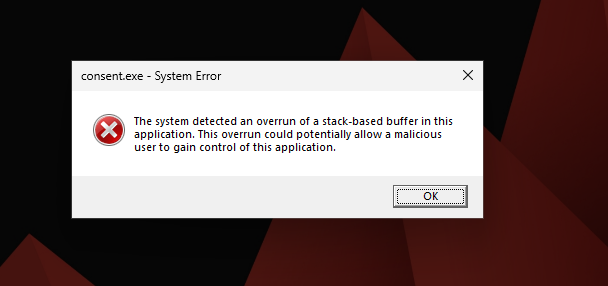 consent.exe - System Error
The system detected an overrun of a stack-based buffer in this
application. This overrun could potentially allow a malicious
user to gain control of this application.
OK